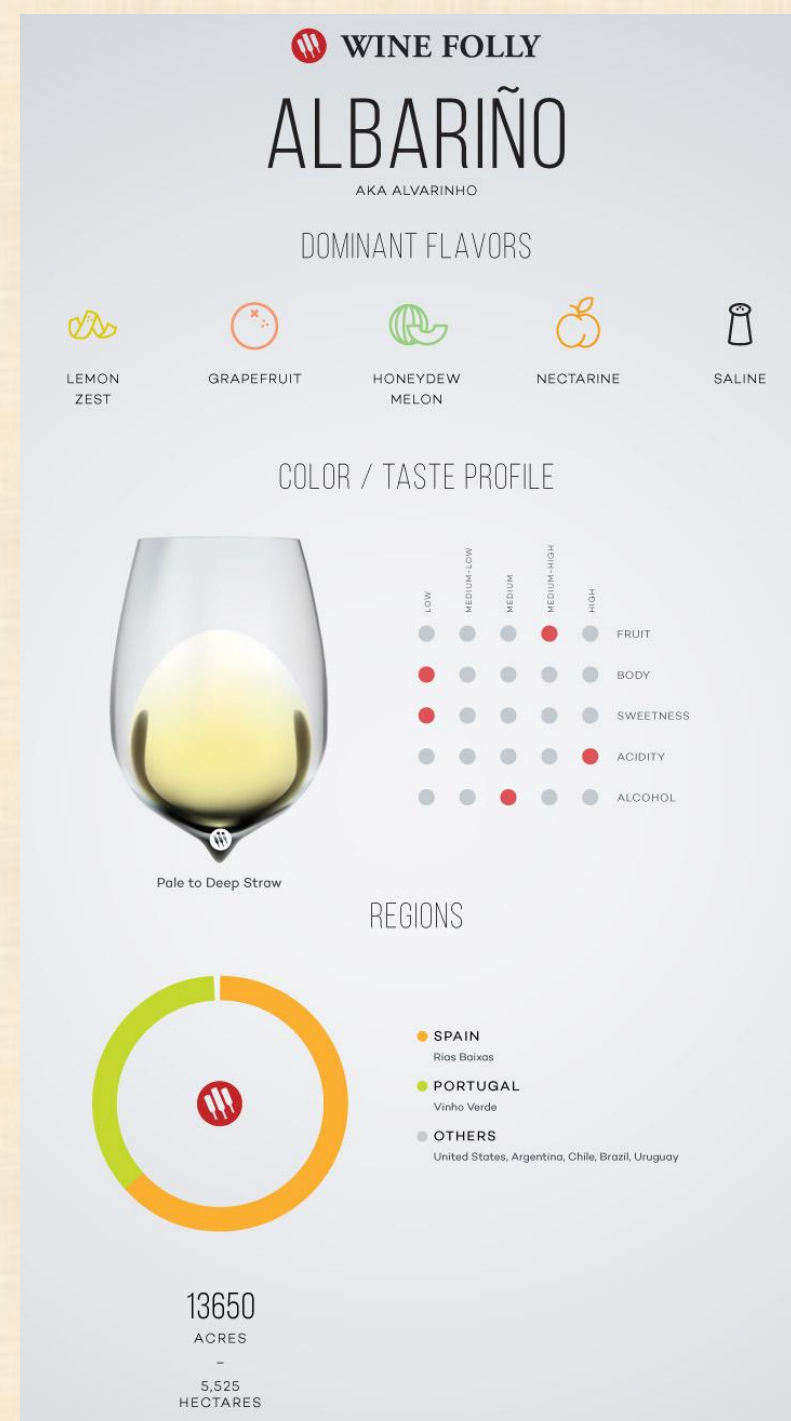 WINE FOLLY
ALBARIÑO
AKA ALVARINHO
DOMINANT FLAVORS
LEMON
ZEST
GRAPEFRUIT
HONEYDEW
MELON
NECTARINE
SALINE
COLOR / TASTE PROFILE
LOW
MEDIUM-LOW
MEDIUM
MEDIUM-HIGH
HIGH
FRUIT
BODY
SWEETNESS
ACIDITY
ALCOHOL
Pale to Deep Straw
REGIONS
SPAIN
Rias Baixas
PORTUGAL
Vinho Verde
OTHERS
United States, Argentina, Chile, Brazil, Uruguay
13650
ACRES
–
5,525
HECTARES